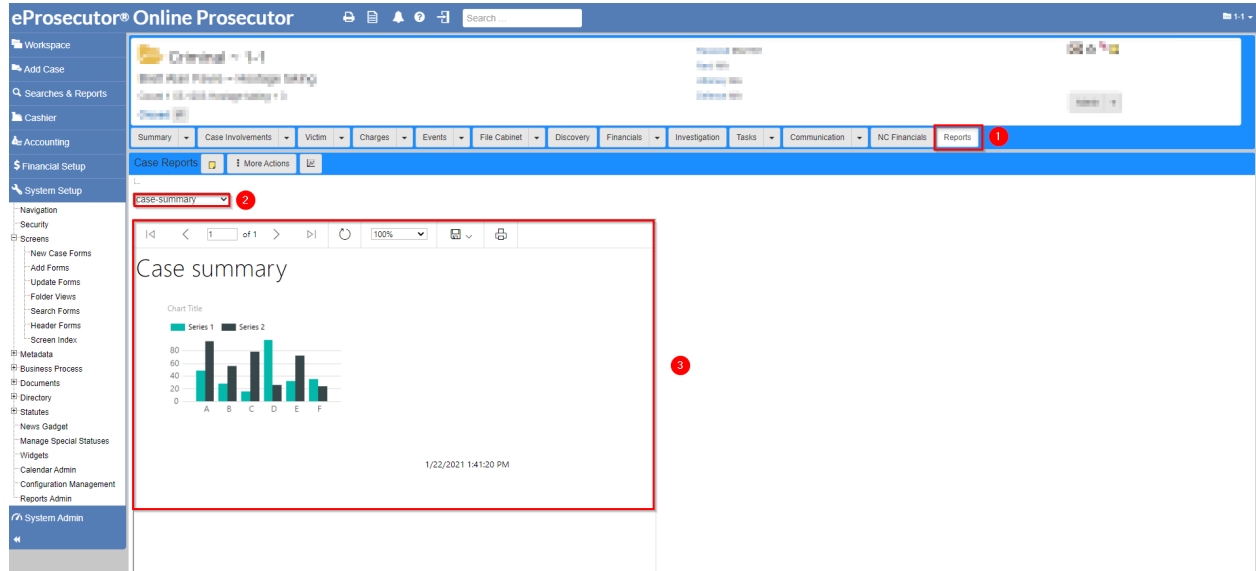 eProsecutor® Online Prosecutor
Search ...
1-1
Workspace
Add Case
Searches & Reports
Cashier
Accounting
Financial Setup
System Setup
Navigation
Security
Screens
New Case Forms
Add Forms
Update Forms
Folder Views
Search Forms
Header Forms
Screen Index
Metadata
Business Process
Documents
Directory
Statutes
News Gadget
Manage Special Statuses
Widgets
Calendar Admin
Configuration Management
Reports Admin
System Admin
Criminal ~ 1-1
Summary Case Involvements Victim Charges Events File Cabinet Discovery Financials Investigation Tasks Communication NC Financials Reports 1
Case Reports More Actions
case-summary 2
1 of 1 100%
Case summary
Chart Title
Series 1 Series 2
80
60
40
20
0
A B C D E F
3
1/22/2021 1:41:20 PM